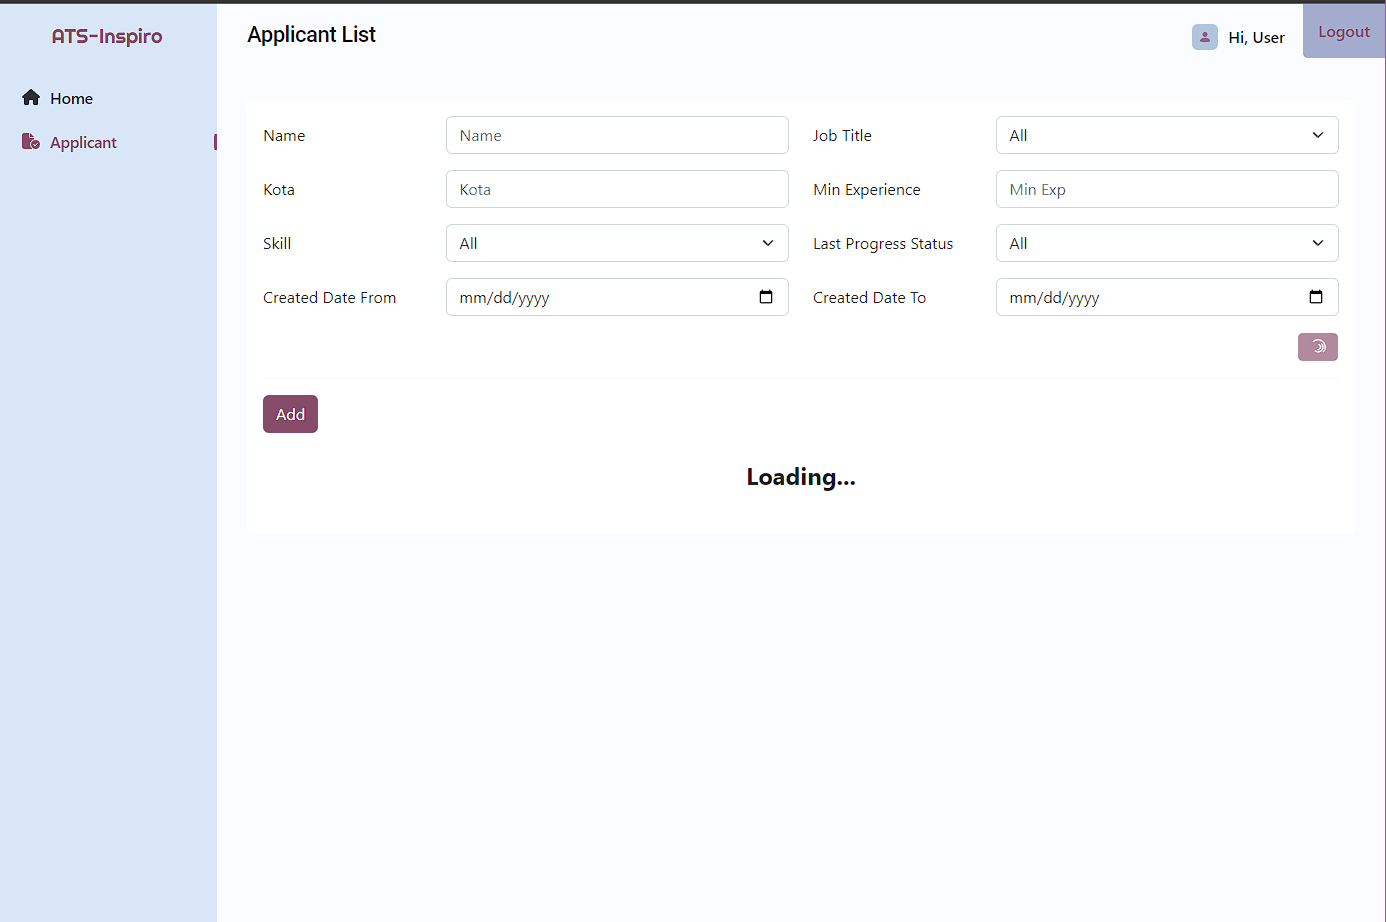 ATS-Inspiro
Applicant List
Hi, User
Logout
Home
Applicant
Name
Name
Job Title
All
Kota
Kota
Min Experience
Min Exp
Skill
All
Last Progress Status
All
Created Date From
mm/dd/yyyy
Created Date To
mm/dd/yyyy
Add
Loading...